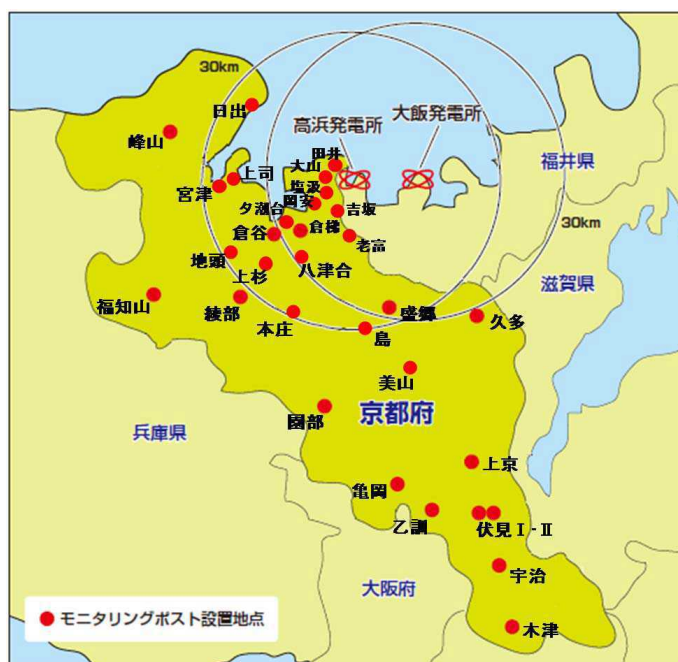 30km
日出
高浜発電所
大飯発電所
峰山
田井
大山
福井県
上司
塩汲
宮津
岡安
夕潮台
吉坂
30km
倉谷
倉梯
老富
地頭
上杉
八津合
滋賀県
福知山
綾部
本庄
盛郷
久多
島
美山
園部
京都府
兵庫県
上京
亀岡
乙訓
伏見Ⅰ-Ⅱ
宇治
大阪府
モニタリングポスト設置地点
木津